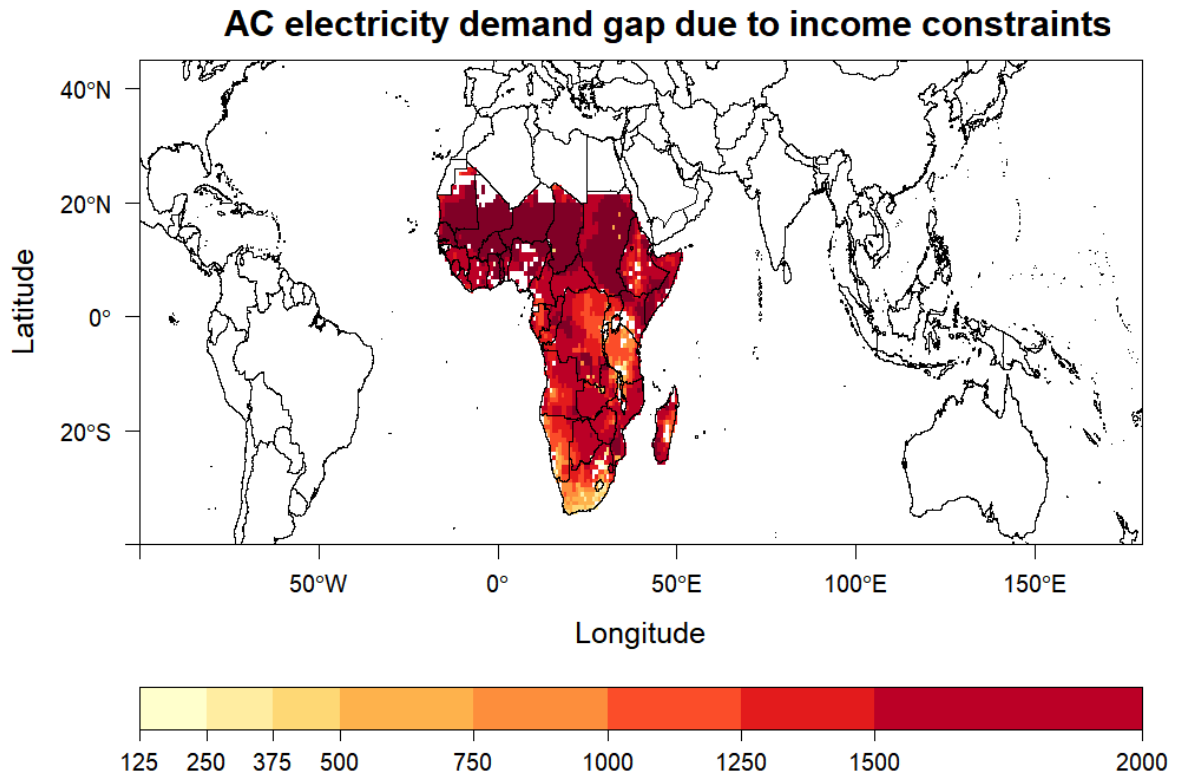 AC electricity demand gap due to income constraints
Latitude
40°N
20°N
0°
20°S
50°W 0° 50°E 100°E 150°E
Longitude
125 250 375 500 750 1000 1250 1500 2000